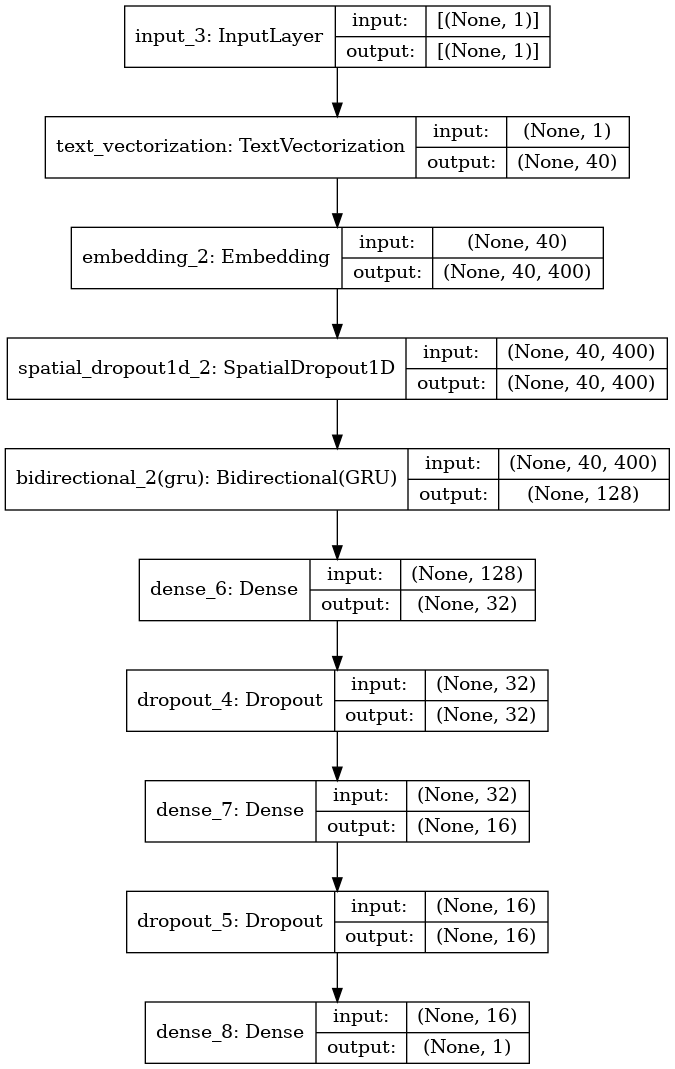 input_3: InputLayer
input: [(None, 1)]
output: [(None, 1)]
text_vectorization: TextVectorization
input: (None, 1)
output: (None, 40)
embedding_2: Embedding
input: (None, 40)
output: (None, 40, 400)
spatial_dropout1d_2: SpatialDropout1D
input: (None, 40, 400)
output: (None, 40, 400)
bidirectional_2(gru): Bidirectional(GRU)
input: (None, 40, 400)
output: (None, 128)
dense_6: Dense
input: (None, 128)
output: (None, 32)
dropout_4: Dropout
input: (None, 32)
output: (None, 32)
dense_7: Dense
input: (None, 32)
output: (None, 16)
dropout_5: Dropout
input: (None, 16)
output: (None, 16)
dense_8: Dense
input: (None, 16)
output: (None, 1)